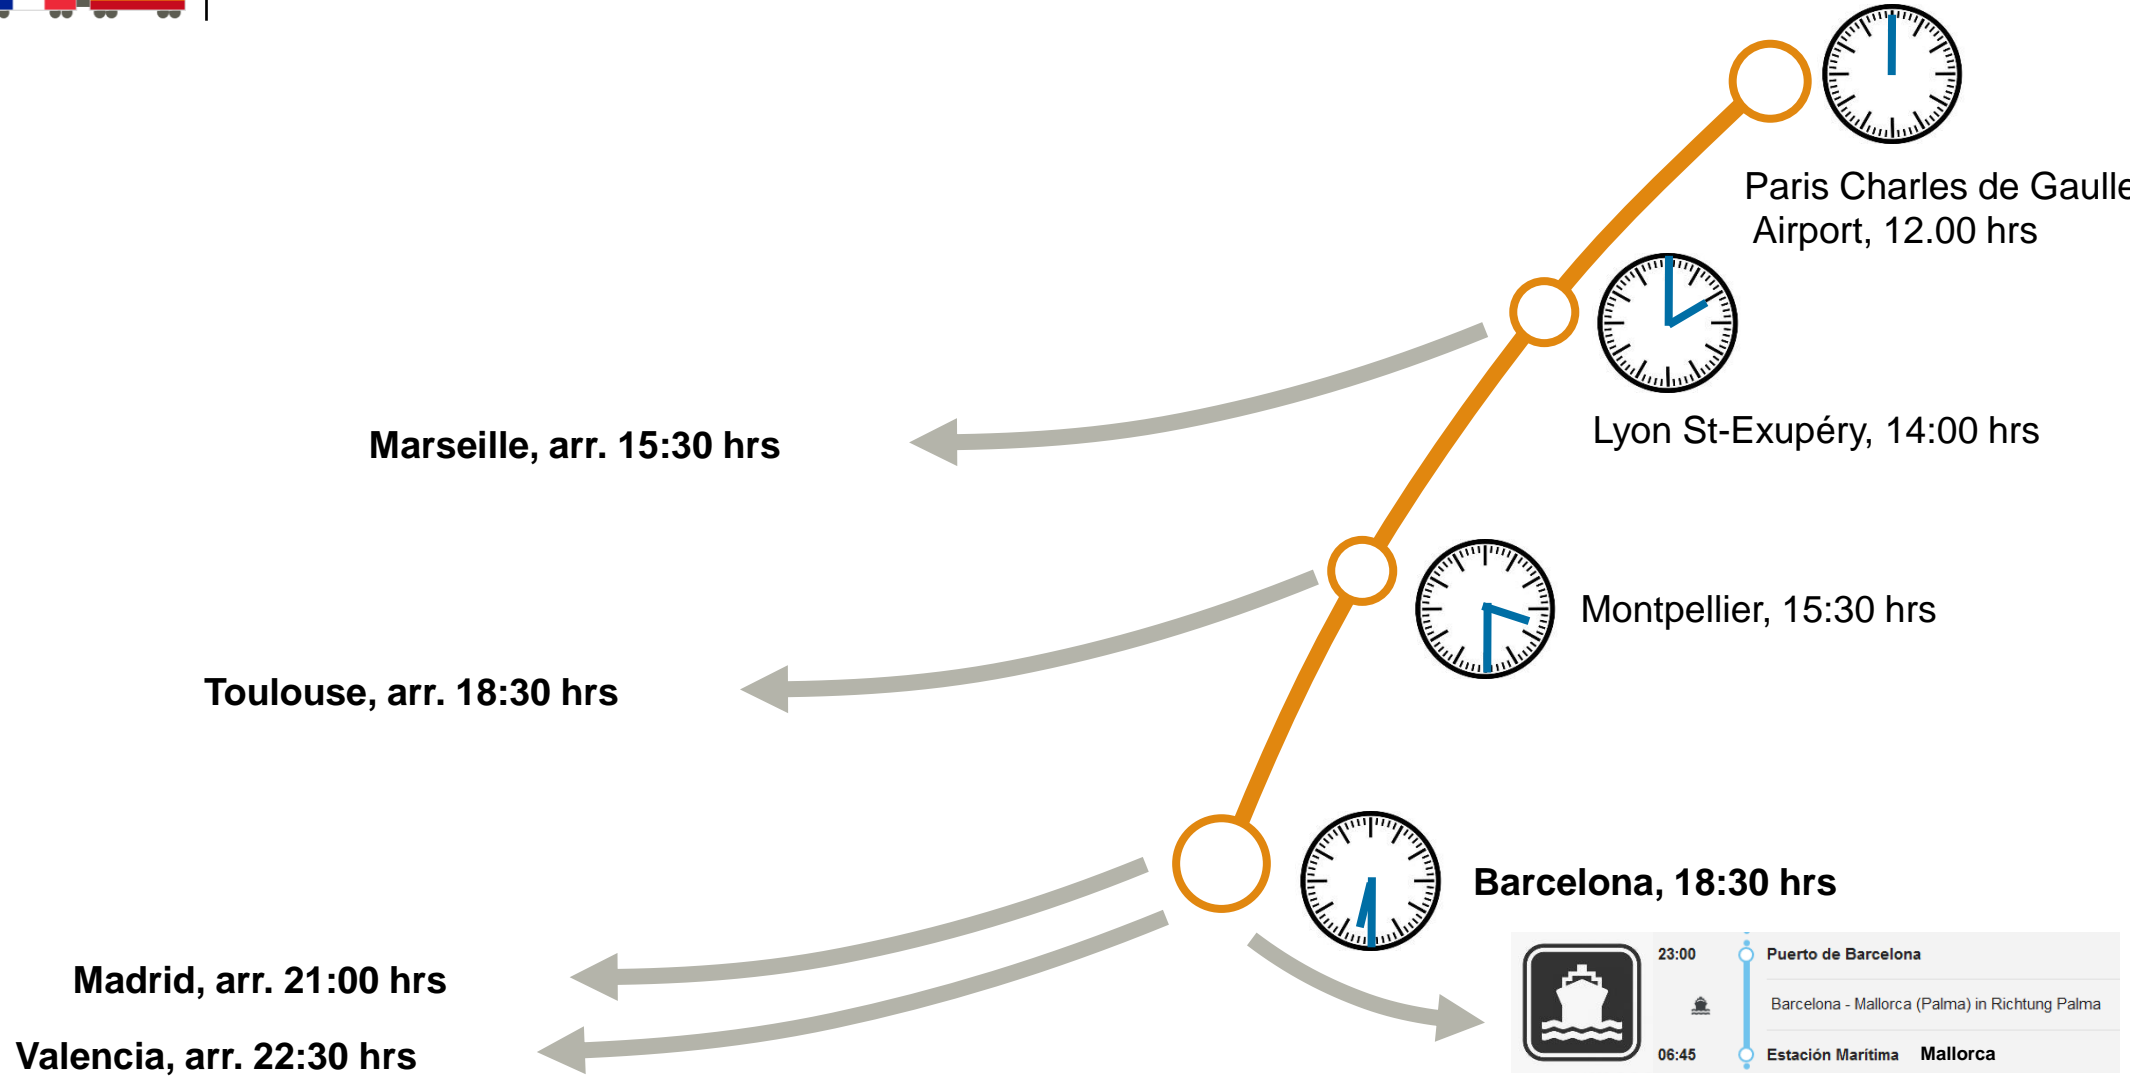 Paris Charles de Gaulle
Airport, 12.00 hrs
Lyon St-Exupéry, 14:00 hrs
Marseille, arr. 15:30 hrs
Montpellier, 15:30 hrs
Toulouse, arr. 18:30 hrs
Barcelona, 18:30 hrs
23:00 Puerto de Barcelona
Barcelona - Mallorca (Palma) in Richtung Palma
06:45 Estación Marítima Mallorca
Madrid, arr. 21:00 hrs
Valencia, arr. 22:30 hrs